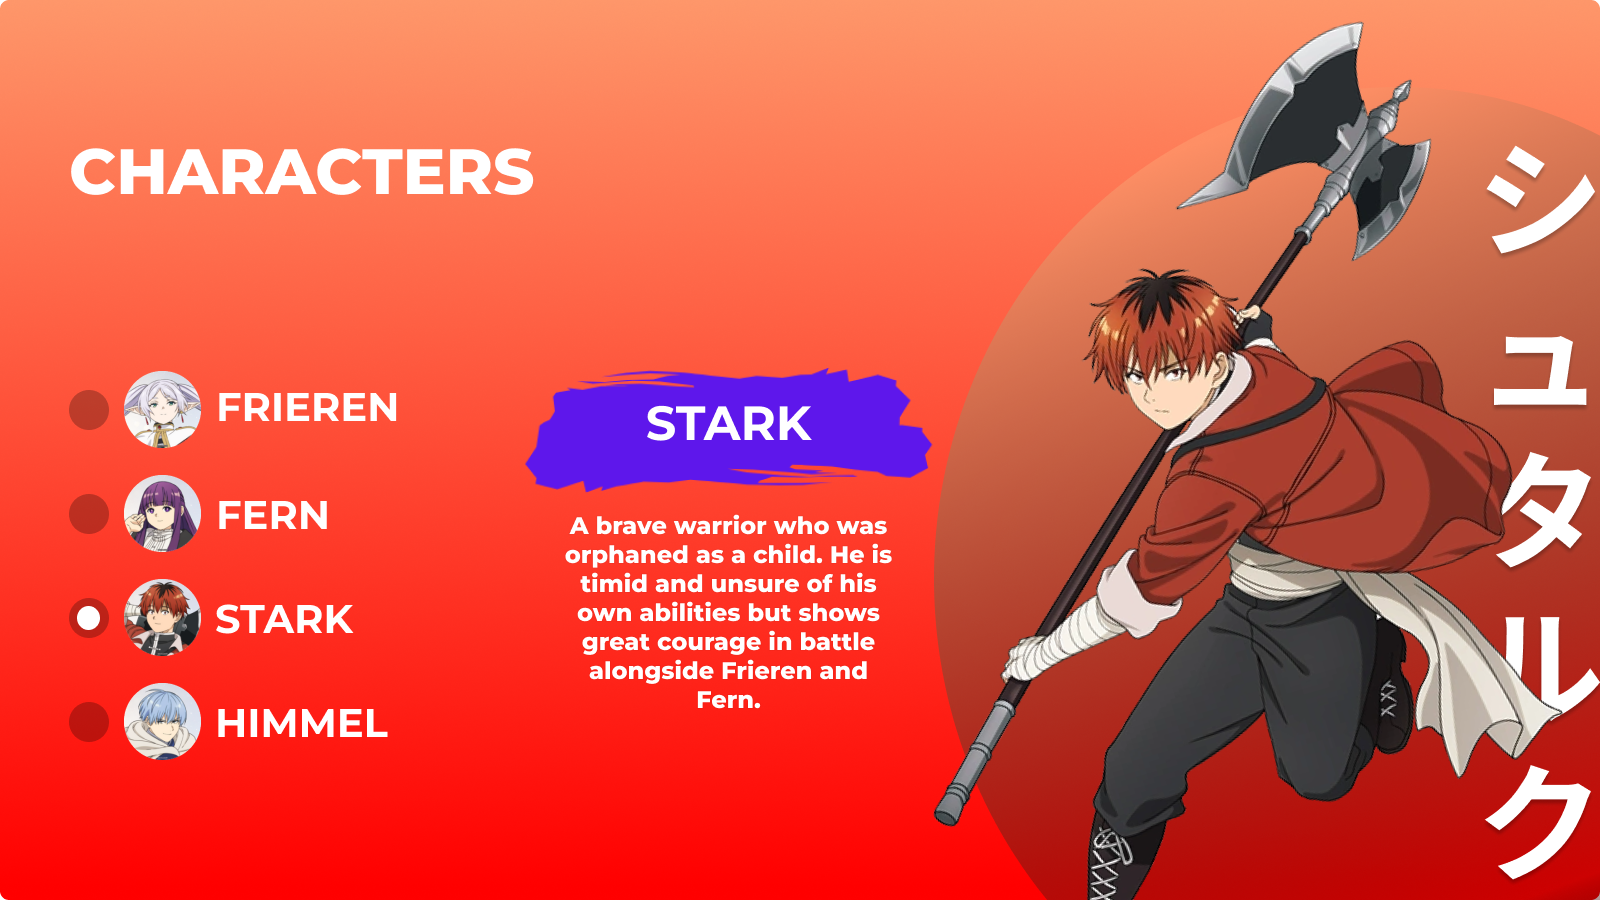 CHARACTERS
FRIEREN
FERN
STARK
HIMMEL
STARK
A brave warrior who was
orphaned as a child. He is
timid and unsure of his
own abilities but shows
great courage in battle
alongside Frieren and
Fern.
シュタルク